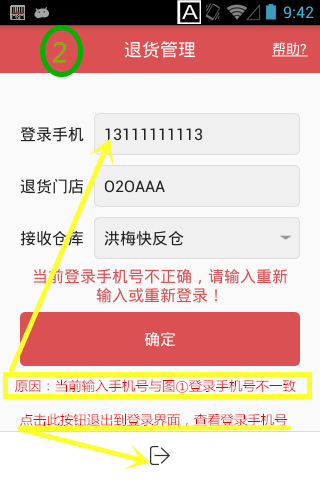 A 9:42
2 退货管理 帮助?
登录手机 13111111113
退货门店 O2OAAA
接收仓库 洪梅快反仓
当前登录手机号不正确，请输入重新
输入或重新登录！
确定
原因：当前输入手机号与图①登录手机号不一致
点击此按钮退出到登录界面，查看登录手机号